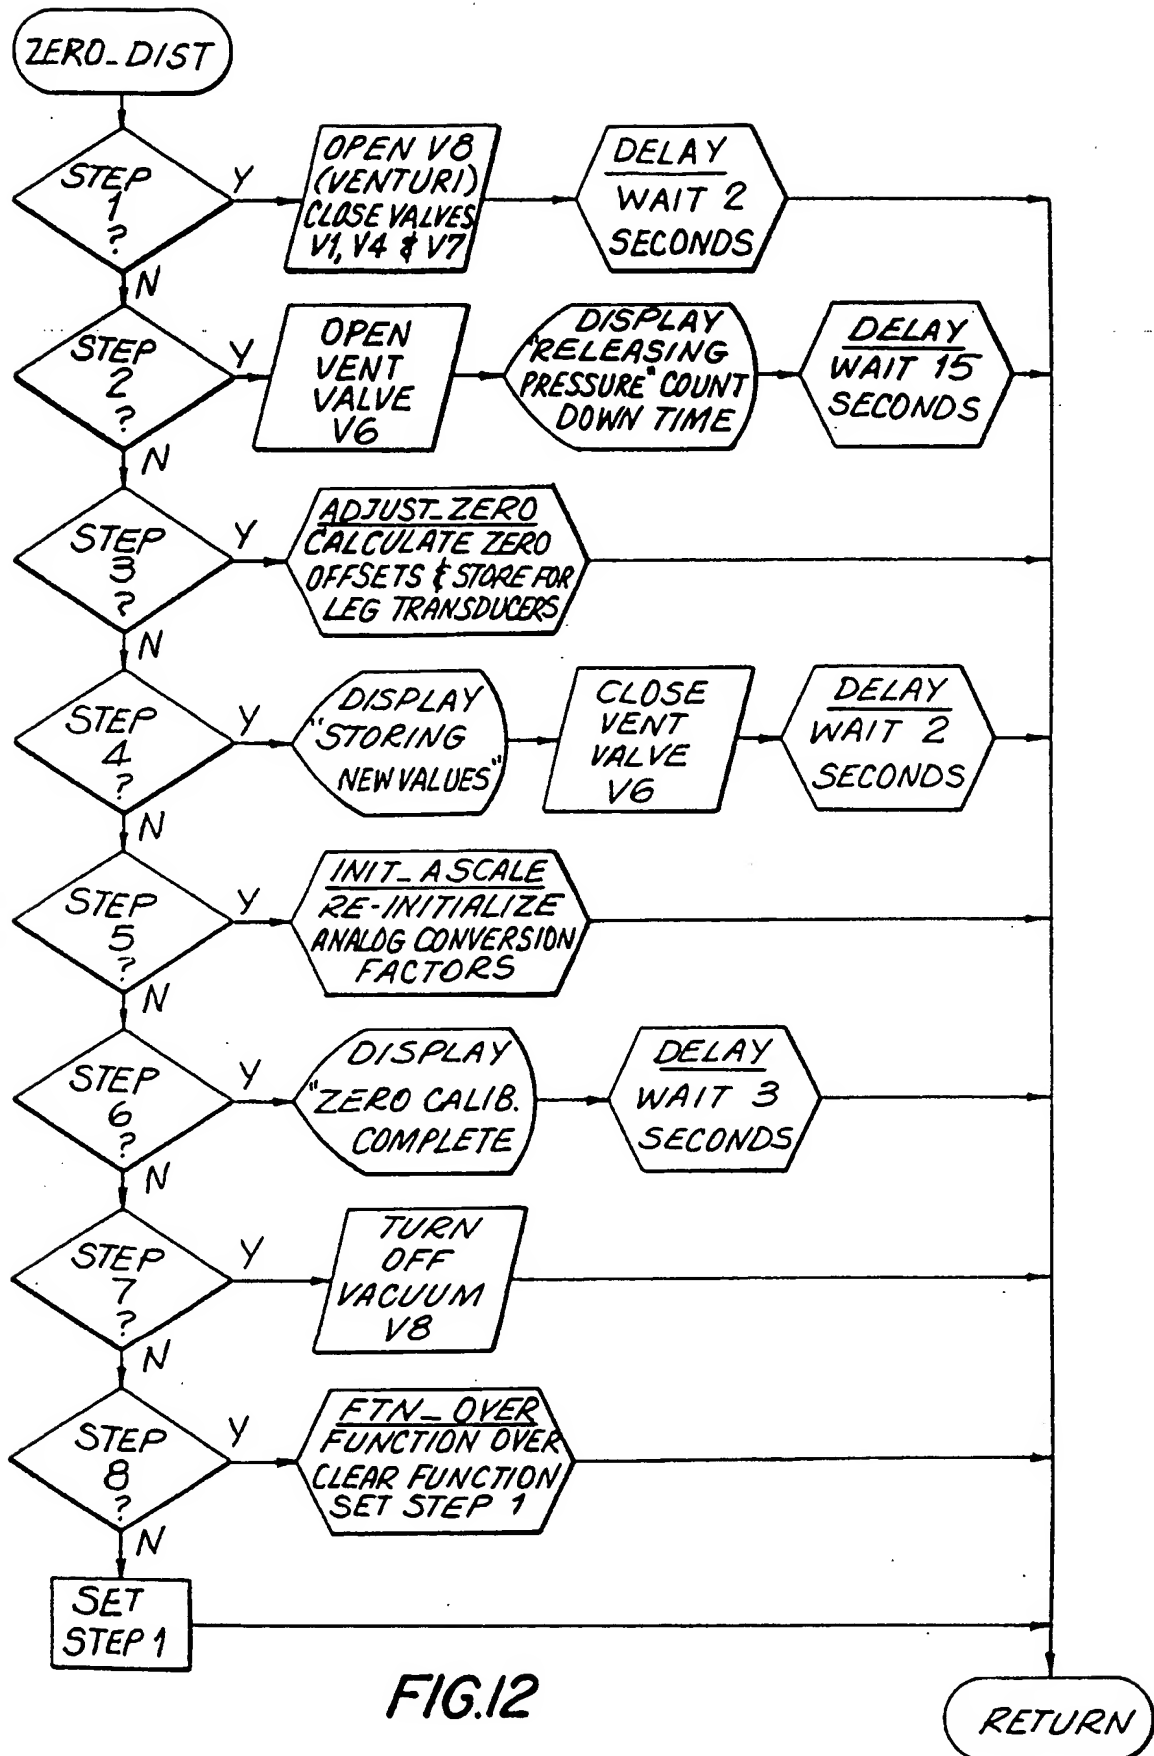 ZERO_DIST
STEP
1
?
Y
N
OPEN V8
(VENTURI)
CLOSE VALVES
V1, V4 & V7
DELAY
WAIT 2
SECONDS
STEP
2
?
Y
N
OPEN
VENT
VALVE
V6
DISPLAY
"RELEASING
PRESSURE" COUNT
DOWN TIME
DELAY
WAIT 15
SECONDS
STEP
3
?
Y
N
ADJUST_ZERO
CALCULATE ZERO
OFFSETS & STORE FOR
LEG TRANSDUCERS
STEP
4
?
Y
N
DISPLAY
"STORING
NEW VALUES"
CLOSE
VENT
VALVE
V6
DELAY
WAIT 2
SECONDS
STEP
5
?
Y
N
INIT_ASCALE
RE-INITIALIZE
ANALOG CONVERSION
FACTORS
STEP
6
?
Y
N
DISPLAY
"ZERO CALIB.
COMPLETE
DELAY
WAIT 3
SECONDS
STEP
7
?
Y
N
TURN
OFF
VACUUM
V8
STEP
8
?
Y
N
FTN_OVER
FUNCTION OVER
CLEAR FUNCTION
SET STEP 1
SET
STEP 1
RETURN
FIG.12